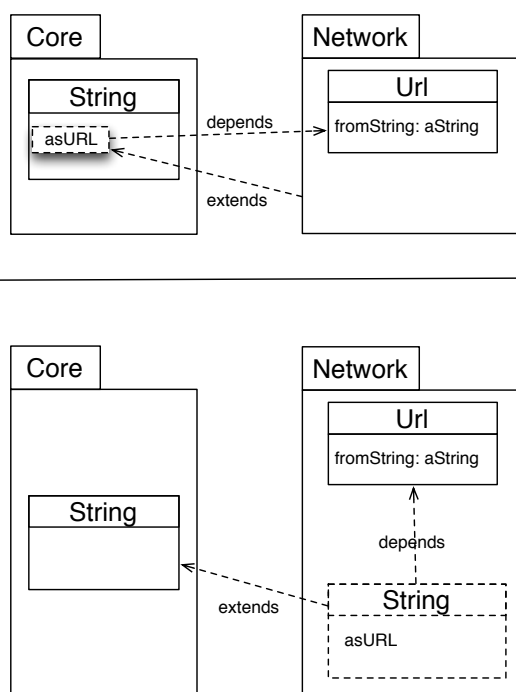 Core
Network
String
Url
asURL
depends
fromString: aString
extends
Core
Network
Url
fromString: aString
String
depends
extends
String
asURL